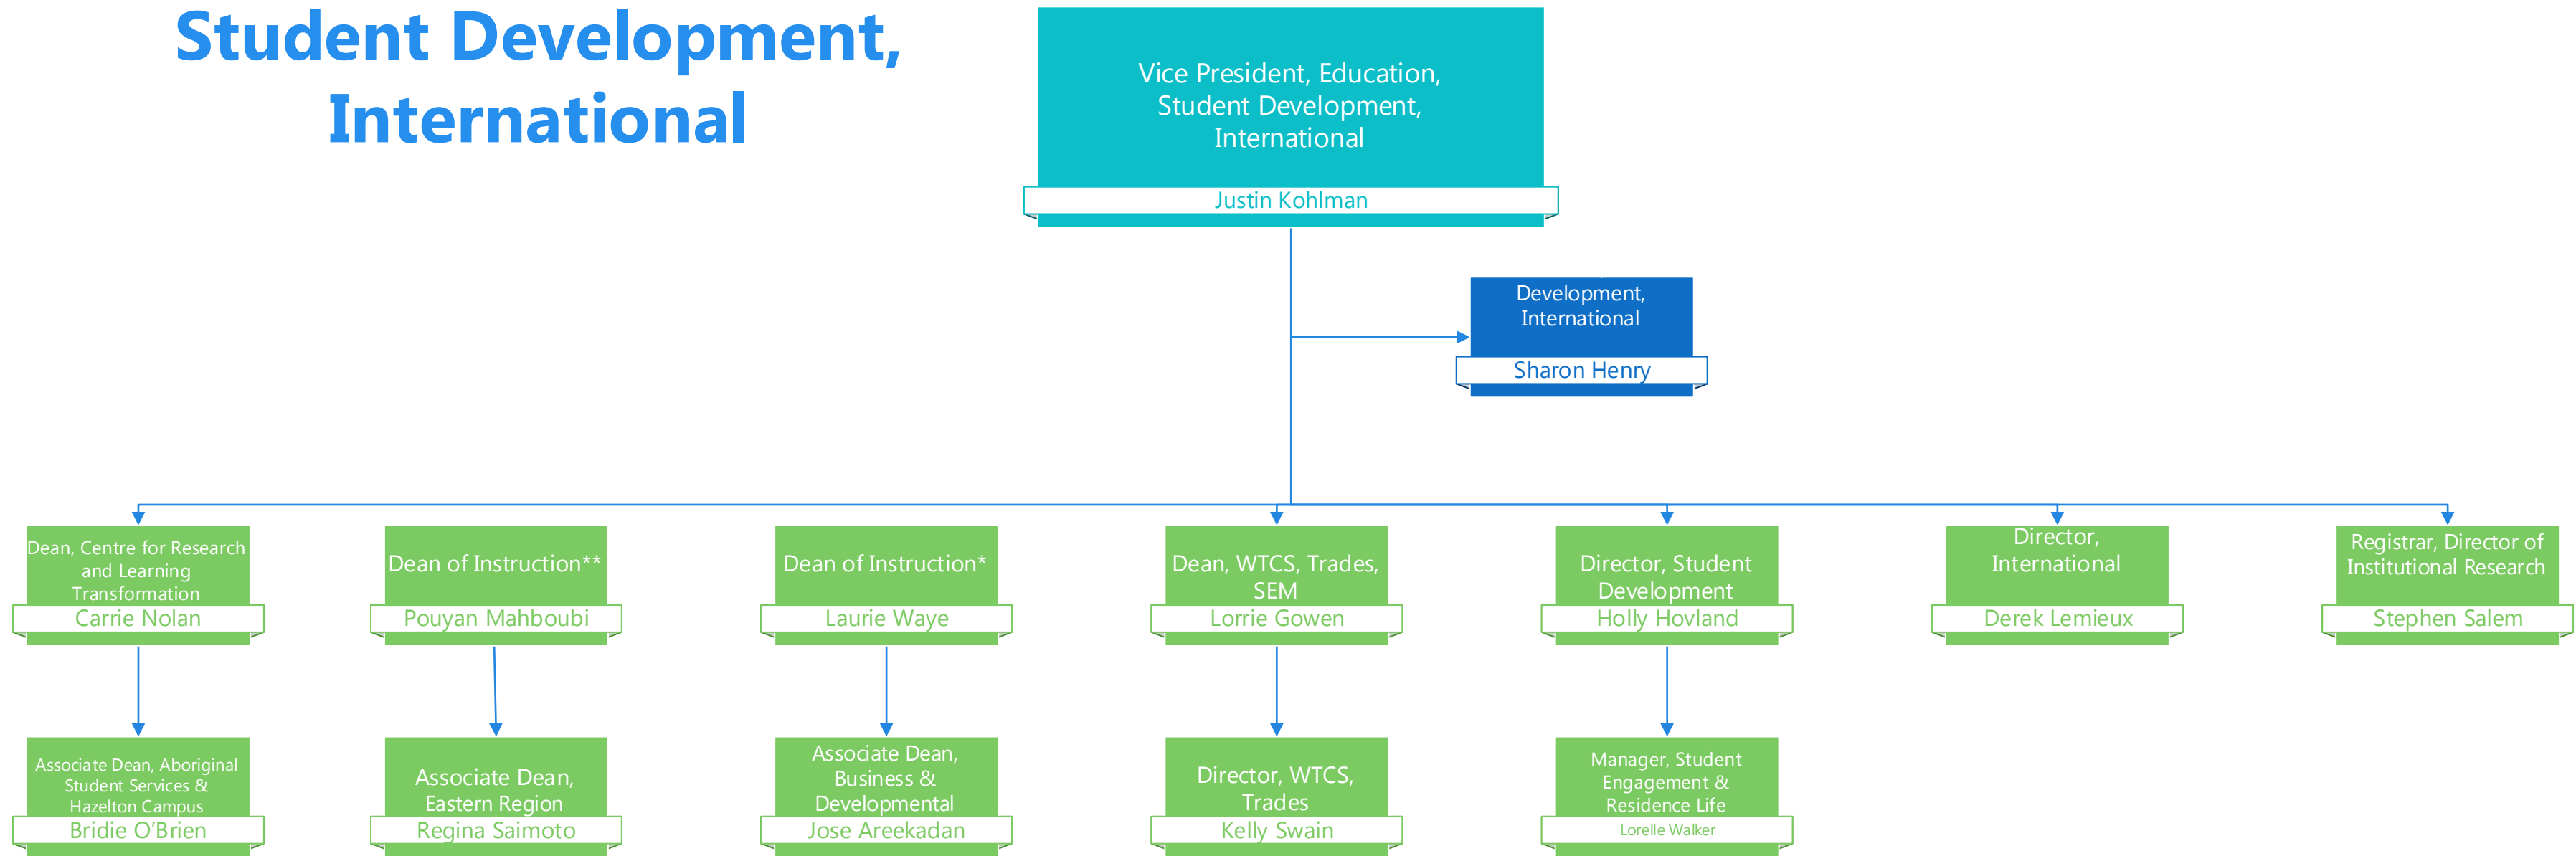 Student Development,
International
Vice President, Education,
Student Development,
International
Justin Kohlman
Development,
International
Sharon Henry
Dean, Centre for Research
and Learning
Transformation
Carrie Nolan
Dean of Instruction**
Pouyan Mahboubi
Dean of Instruction*
Laurie Waye
Dean, WTCS, Trades,
SEM
Lorrie Gowen
Director, Student
Development
Holly Hovland
Director,
International
Derek Lemieux
Registrar, Director of
Institutional Research
Stephen Salem
Associate Dean, Aboriginal
Student Services &
Hazelton Campus
Bridie O’Brien
Associate Dean,
Eastern Region
Regina Saimoto
Associate Dean,
Business &
Developmental
Jose Areekadan
Director, WTCS,
Trades
Kelly Swain
Manager, Student
Engagement &
Residence Life
Lorelle Walker